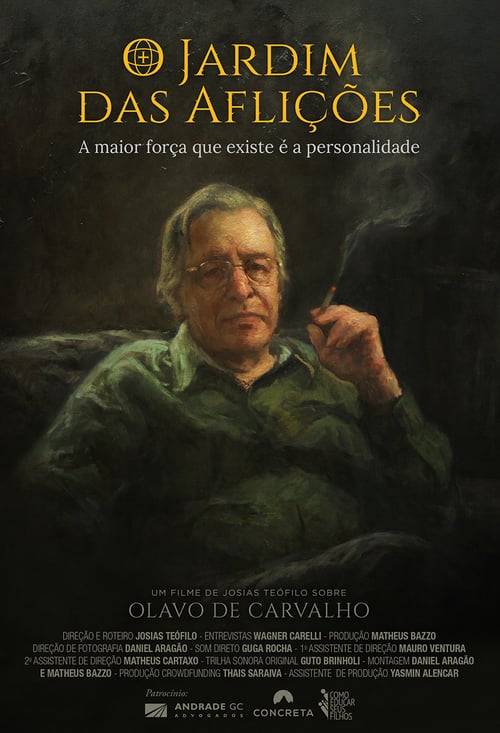 O JARDIM
DAS AFLIÇÕES
A maior força que existe é a personalidade
UM FILME DE JOSIAS TEÓFILO SOBRE
OLAVO DE CARVALHO
DIREÇÃO E ROTEIRO JOSIAS TEÓFILO - ENTREVISTAS WAGNER CARELLI - PRODUÇÃO MATHEUS BAZZO
DIREÇÃO DE FOTOGRAFIA DANIEL ARAGÃO - SOM DIRETO GUGA ROCHA - 1º ASSISTENTE DE DIREÇÃO MAURO VENTURA
2º ASSISTENTE DE DIREÇÃO MATHEUS CARTAXO - TRILHA SONORA ORIGINAL GUTO BRINHOLI - MONTAGEM DANIEL ARAGÃO
E MATHEUS BAZZO - PRODUÇÃO CROWDFUNDING THAIS SARAIVA - ASSISTENTE DE PRODUÇÃO YASMIN ALENCAR
Patrocínio:
ANDRADE GC
ADVOGADOS
CONCRETA
COMO
EDUCAR
SEUS
FILHOS